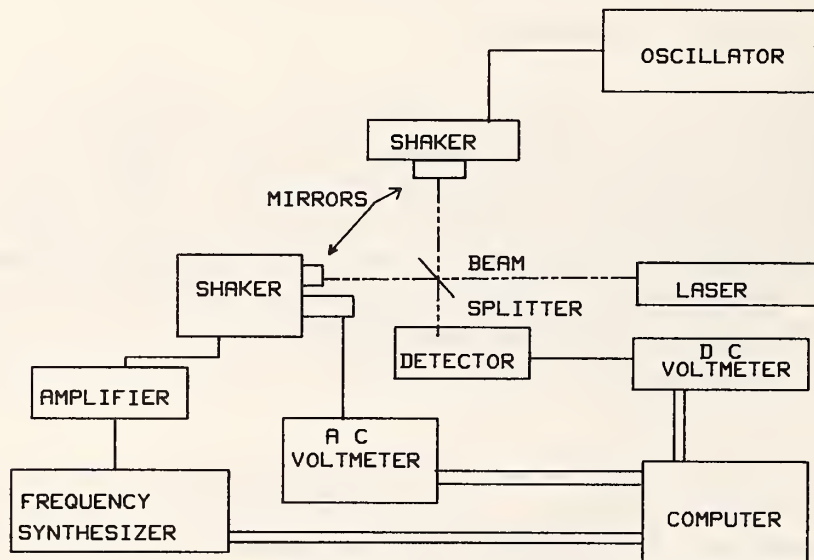 OSCILLATOR
SHAKER
MIRRORS
BEAM
SPLITTER
SHAKER
LASER
DETECTOR
D C
VOLTMETER
AMPLIFIER
A C
VOLTMETER
FREQUENCY
SYNTHESIZER
COMPUTER